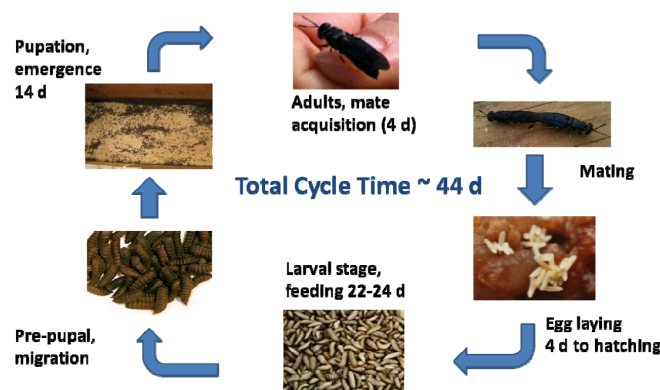 Pupation,
emergence
14 d
Adults, mate
acquisition (4 d)
Mating
Total Cycle Time ~ 44 d
Larval stage,
feeding 22-24 d
Pre-pupal,
migration
Egg laying
4 d to hatching